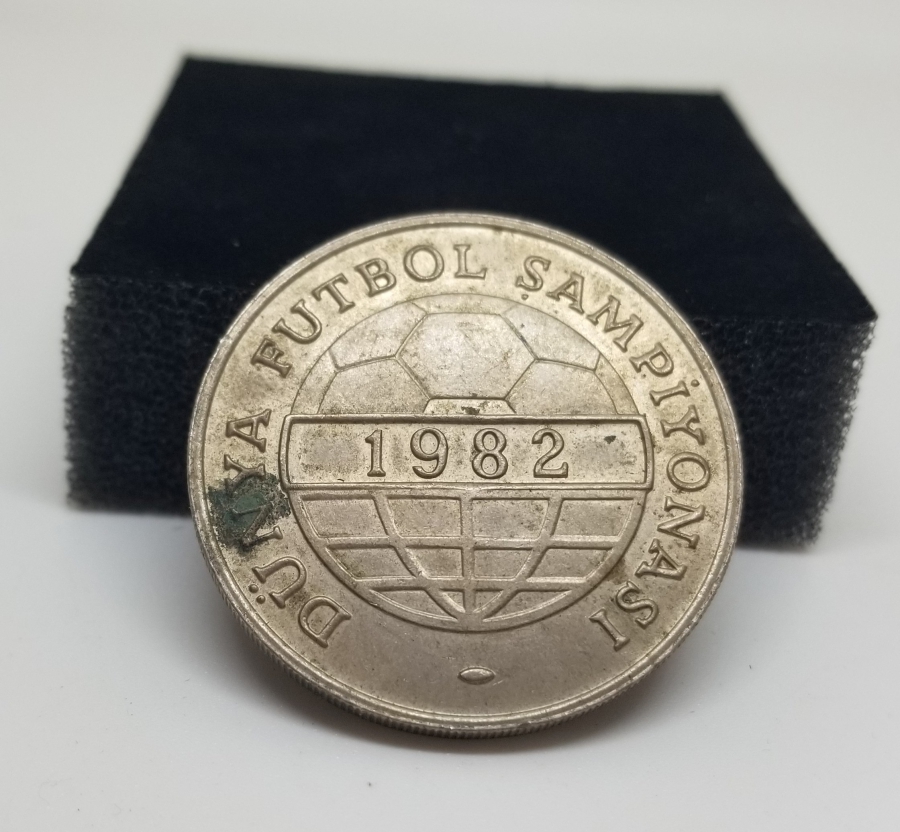 DÜNYA FUTBOL ŞAMPİYONASI
1982